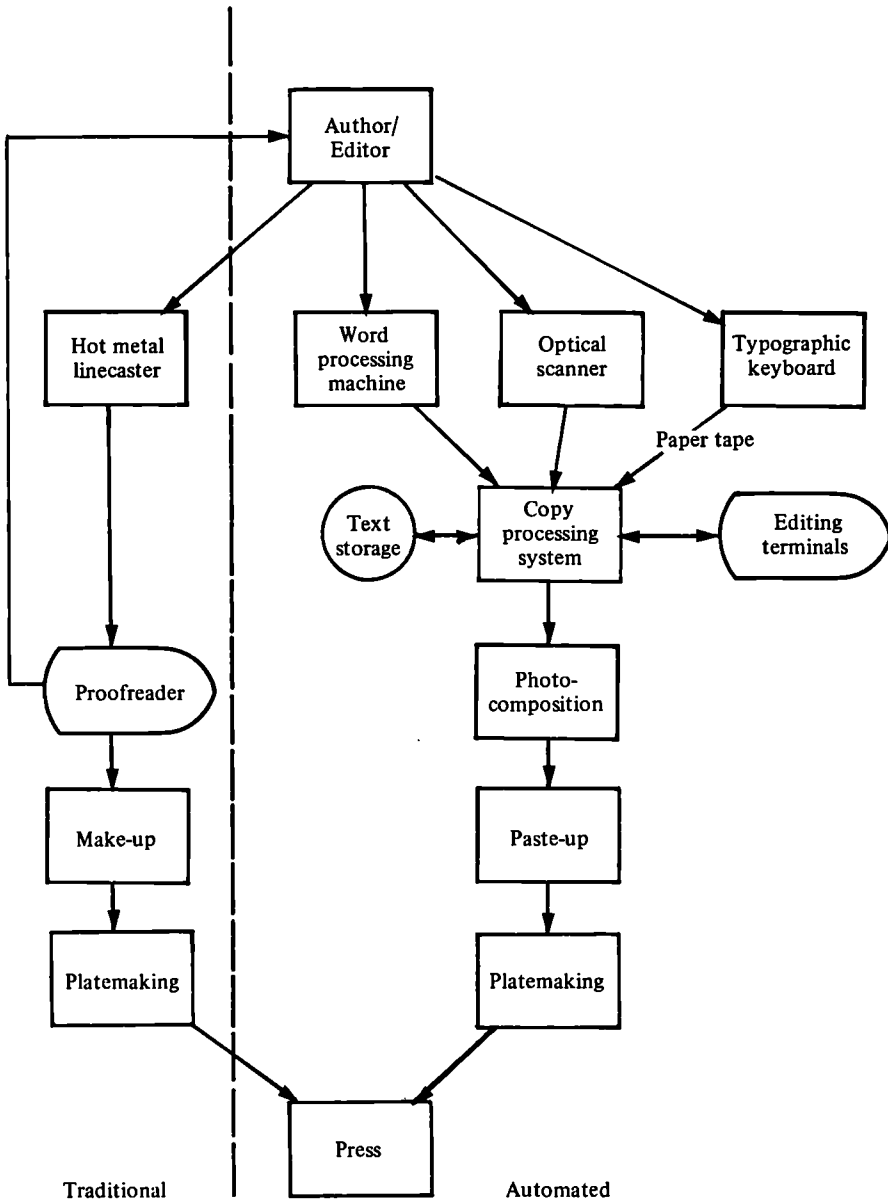 Author/
Editor
Hot metal
linecaster
Word
processing
machine
Optical
scanner
Typographic
keyboard
Paper tape
Text
storage
Copy
processing
system
Editing
terminals
Proofreader
Photo-
composition
Make-up
Paste-up
Platemaking
Platemaking
Press
Traditional
Automated